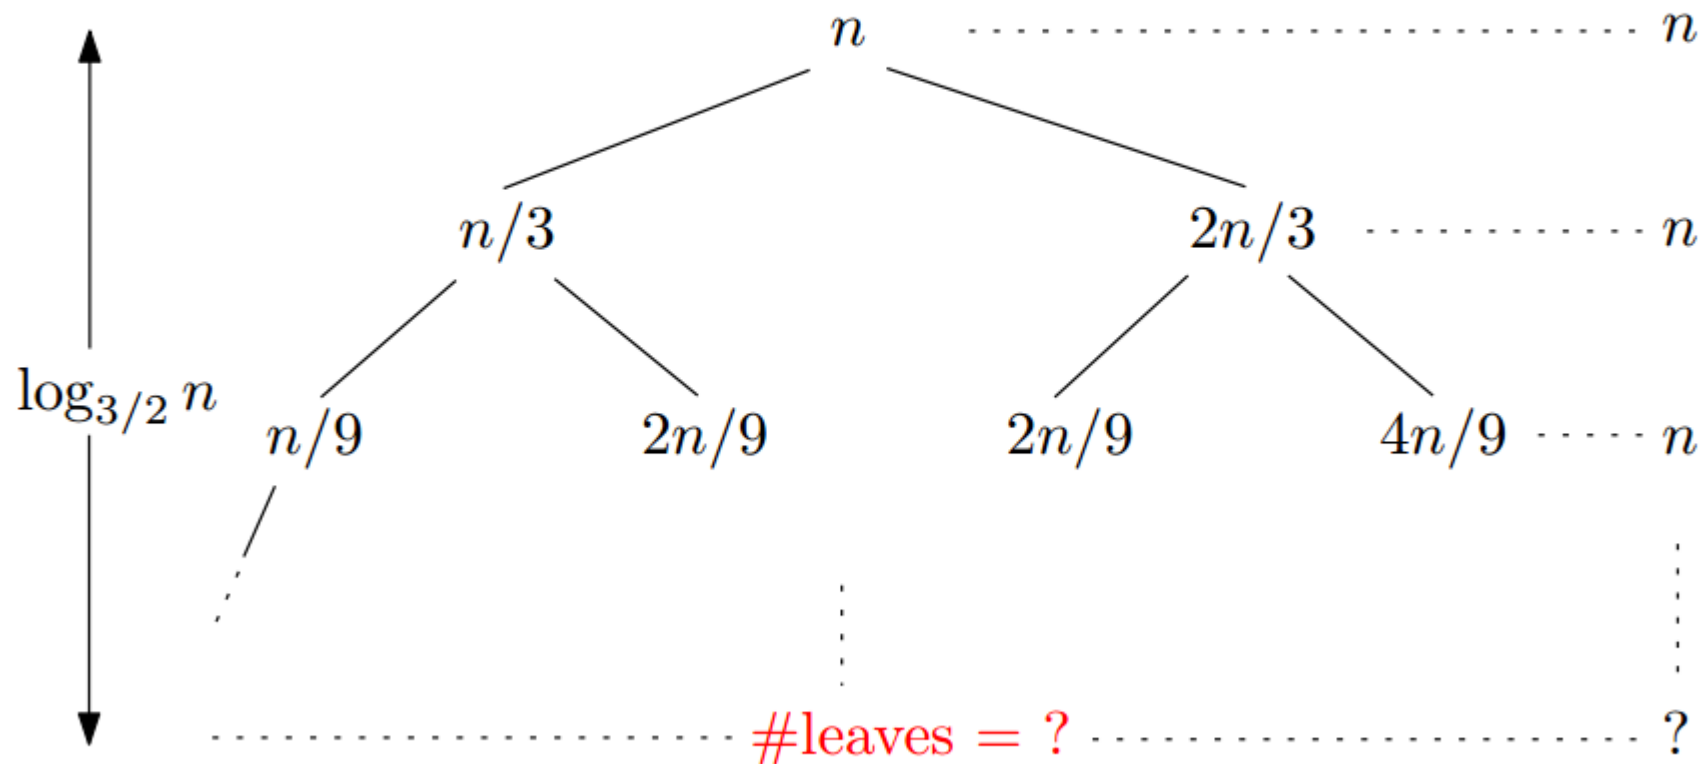 n n
n/3 2n/3 n
log_{3/2} n
n/9 2n/9 2n/9 4n/9 n
#leaves = ? ?